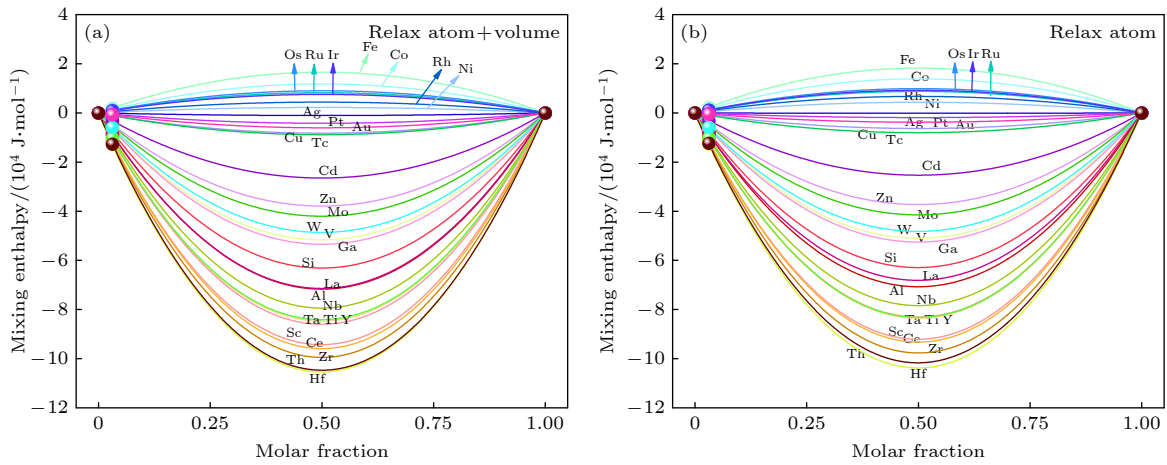 (a)
Relax atom+volume
Mixing enthalpy/(10⁴ J·mol⁻¹)
4
2
0
−2
−4
−6
−8
−10
−12
Os Ru Ir Fe Co Rh Ni
Ag
Pt
Au
Cu
Tc
Cd
Zn
Mo
W
V
Ga
Si
La
Al
Nb
Ta Ti Y
Sc
Ce
Zr
Th
Hf
0 0.25 0.50 0.75 1.00
Molar fraction
(b)
Relax atom
Mixing enthalpy/(10⁴ J·mol⁻¹)
4
2
0
−2
−4
−6
−8
−10
−12
Fe Os Ir Ru
Co
Rh
Ni
Ag Pt Au
Cu
Tc
Cd
Zn
Mo
W
V
Ga
Si
La
Al
Nb
Ta Ti Y
Sc
Ce
Zr
Th
Hf
0 0.25 0.50 0.75 1.00
Molar fraction